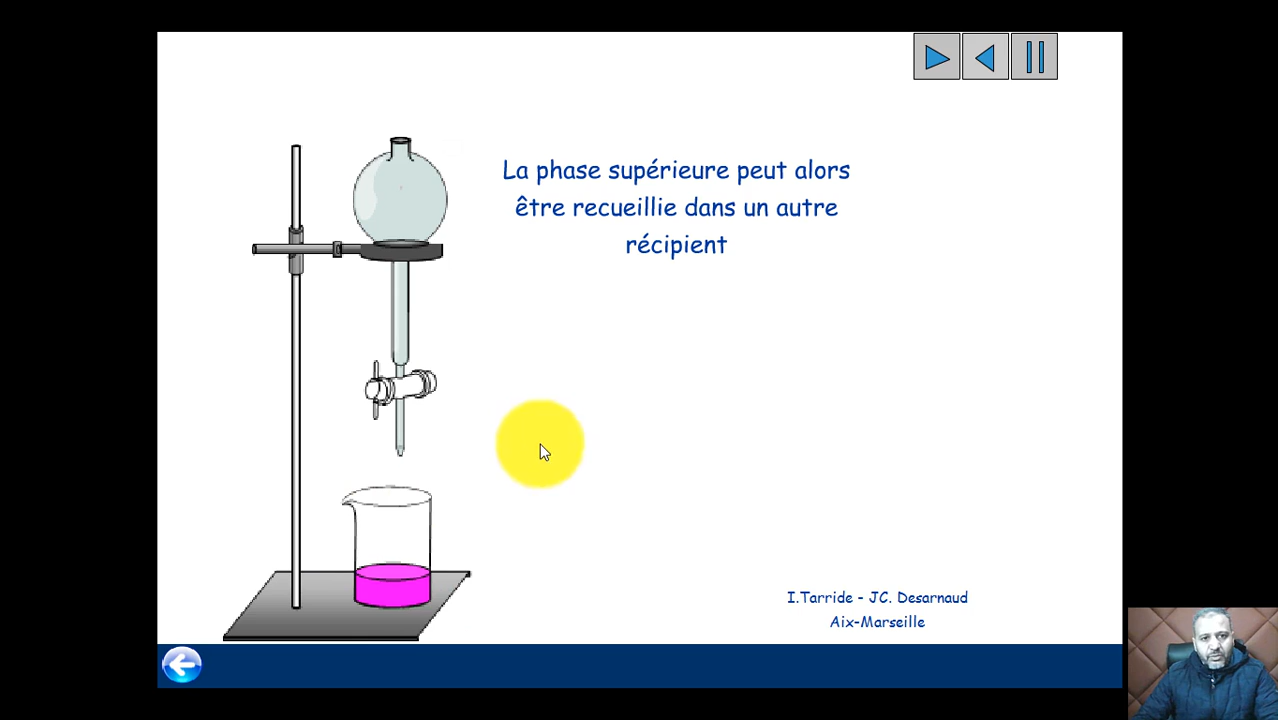 La phase supérieure peut alors
être recueillie dans un autre
récipient
I.Tarride - JC. Desarnaud
Aix-Marseille